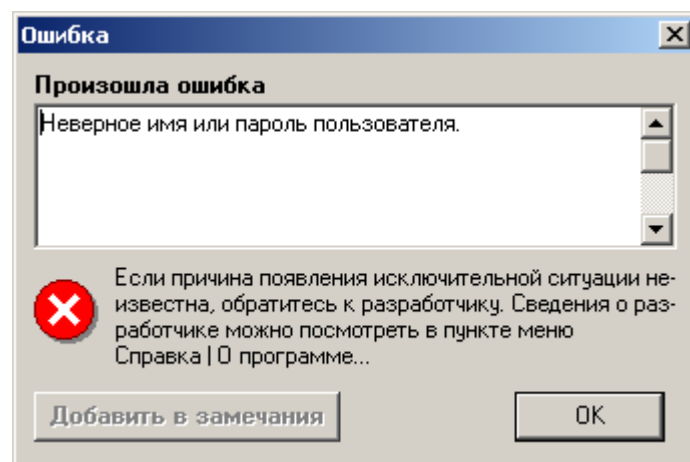 Ошибка
Произошла ошибка
Неверное имя или пароль пользователя.
Если причина появления исключительной ситуации не-
известна, обратитесь к разработчику. Сведения о раз-
работчике можно посмотреть в пункте меню
Справка | О программе...
Добавить в замечания
OK